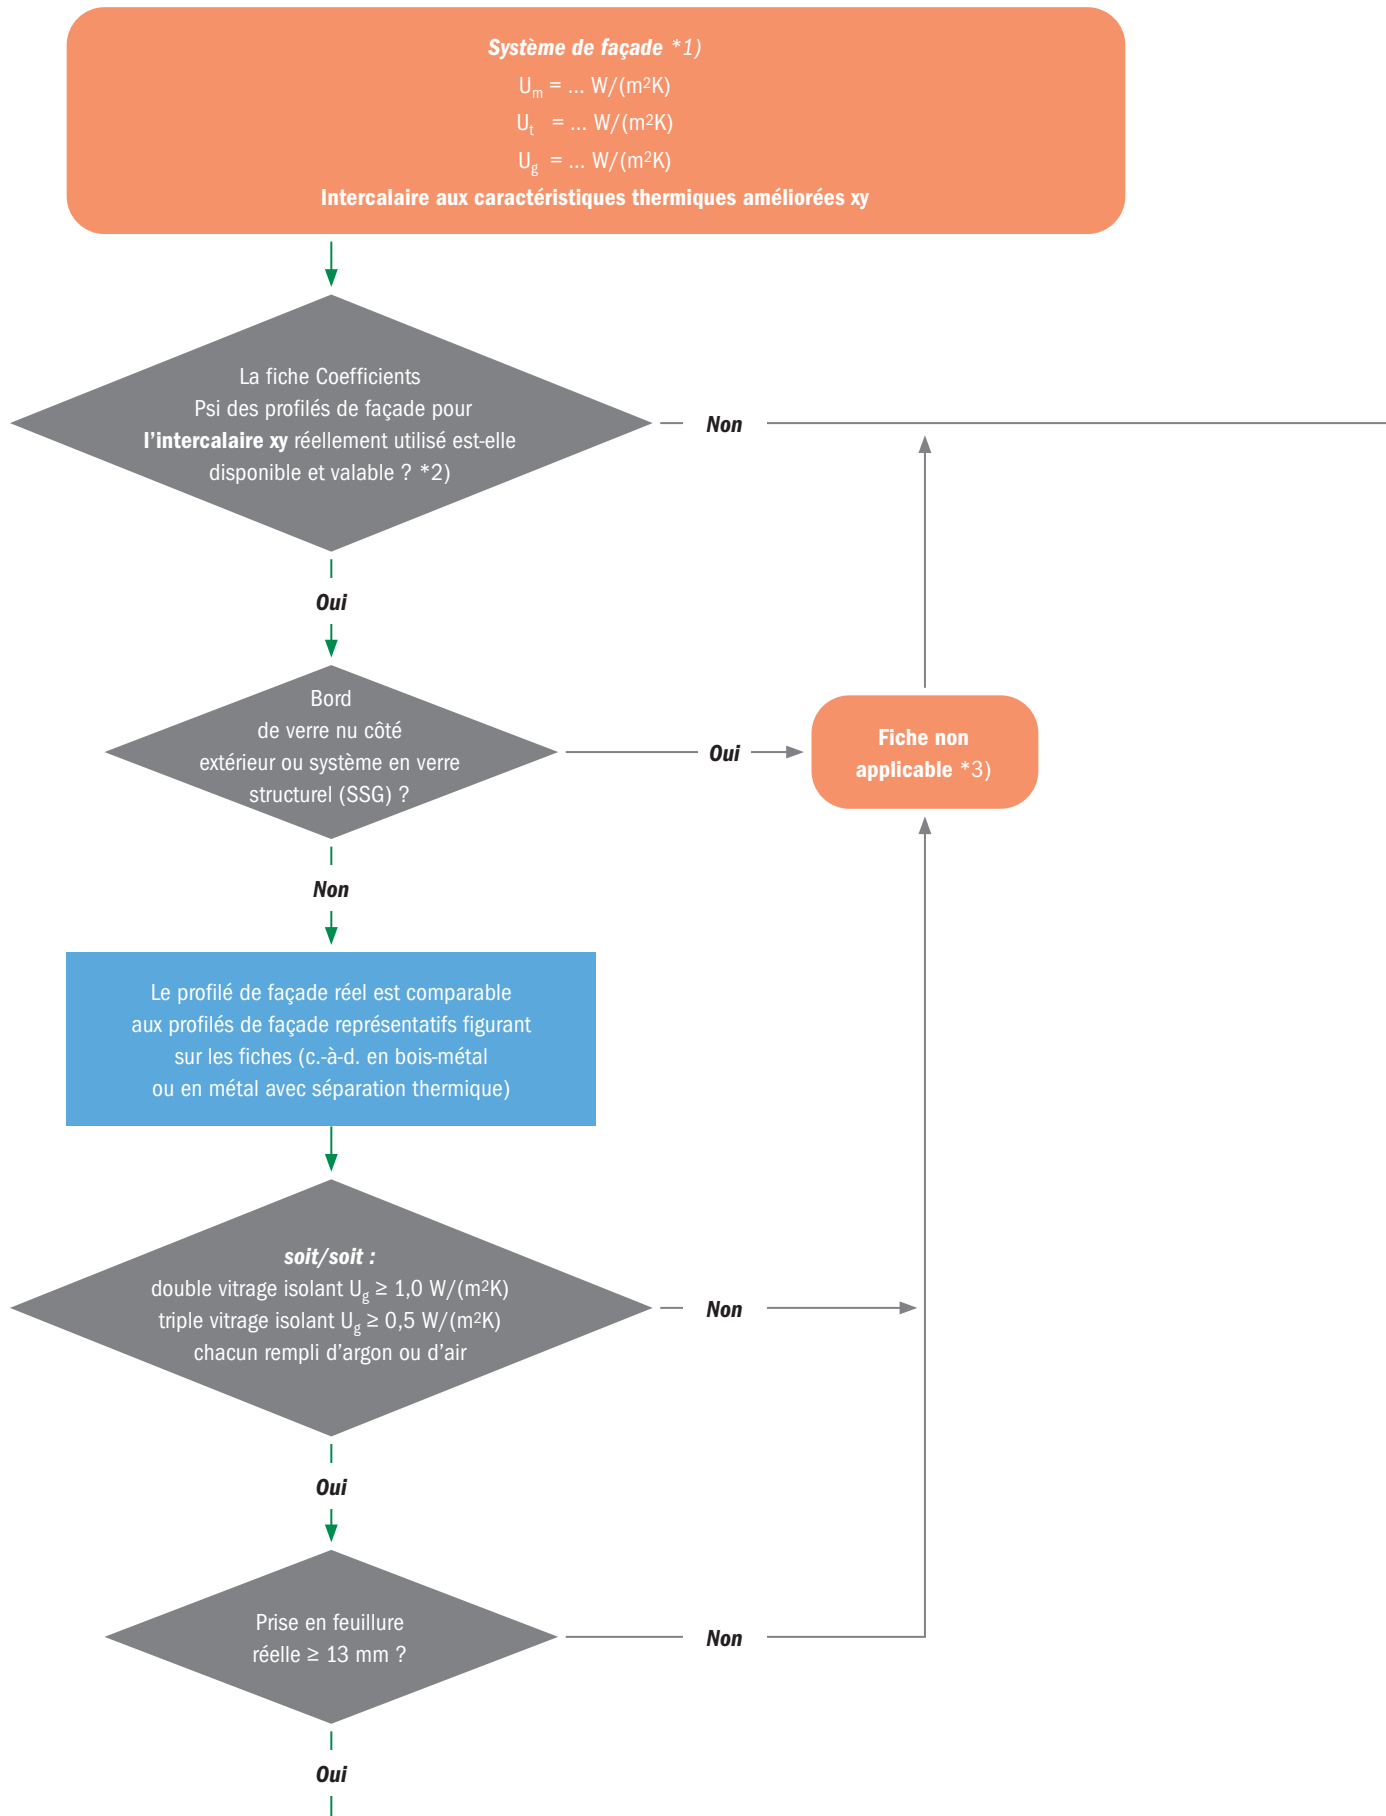 Système de façade *1)
Um = ... W/(m²K)
Ut = ... W/(m²K)
Ug = ... W/(m²K)
Intercalaire aux caractéristiques thermiques améliorées xy
La fiche Coefficients
Psi des profilés de façade pour
l'intercalaire xy réellement utilisé est-elle
disponible et valable ? *2)
Non
Oui
Bord
de verre nu côté
extérieur ou système en verre
structurel (SSG) ?
Oui
Fiche non
applicable *3)
Non
Le profilé de façade réel est comparable
aux profilés de façade représentatifs figurant
sur les fiches (c.-à-d. en bois-métal
ou en métal avec séparation thermique)
soit/soit :
double vitrage isolant Ug ≥ 1,0 W/(m²K)
triple vitrage isolant Ug ≥ 0,5 W/(m²K)
chacun rempli d'argon ou d'air
Non
Oui
Prise en feuillure
réelle ≥ 13 mm ?
Non
Oui